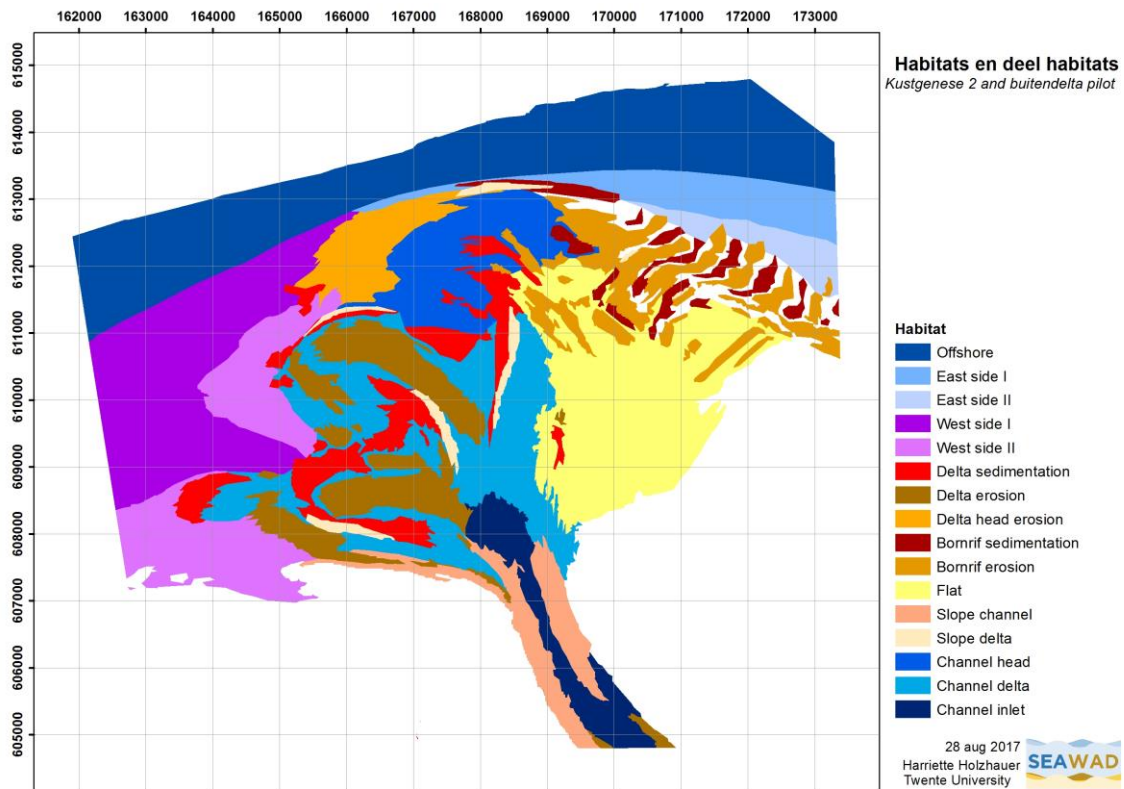 162000 163000 164000 165000 166000 167000 168000 169000 170000 171000 172000 173000
615000
614000
613000
612000
611000
610000
609000
608000
607000
606000
605000
Habitats en deel habitats
Kustgenese 2 and buitendelta pilot
Habitat
Offshore
East side I
East side II
West side I
West side II
Delta sedimentation
Delta erosion
Delta head erosion
Bornrif sedimentation
Bornrif erosion
Flat
Slope channel
Slope delta
Channel head
Channel delta
Channel inlet
28 aug 2017
Harriette Holzhauer
Twente University
SEAWAD